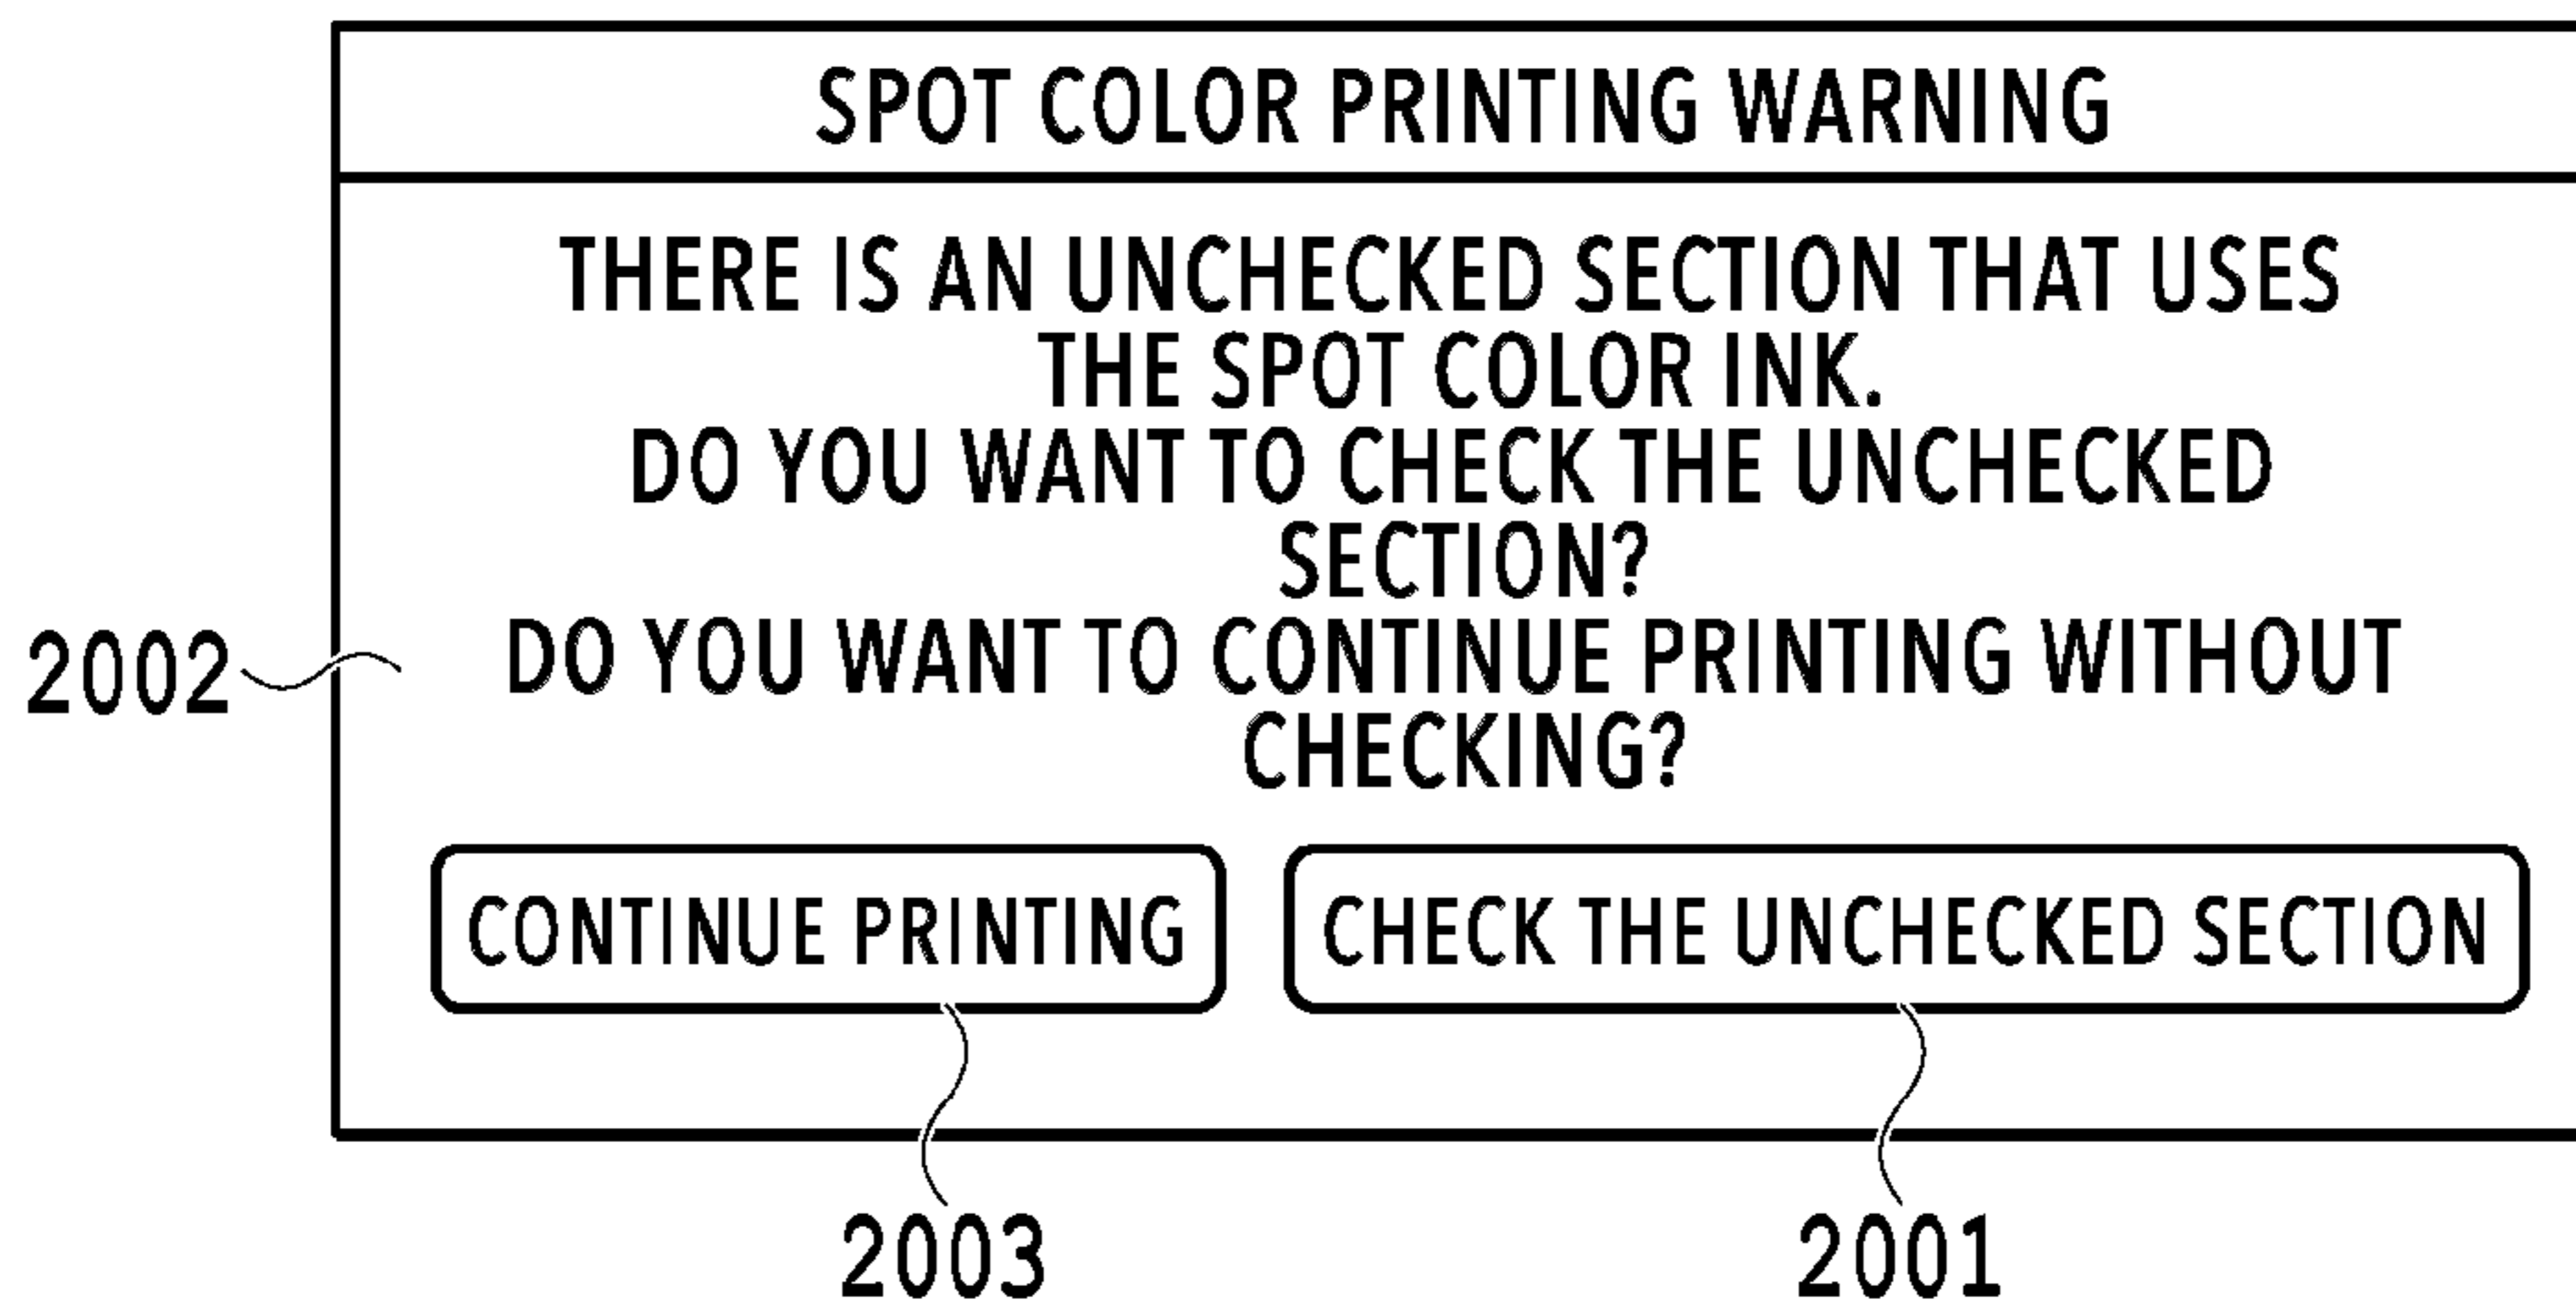 SPOT COLOR PRINTING WARNING
THERE IS AN UNCHECKED SECTION THAT USES
THE SPOT COLOR INK.
DO YOU WANT TO CHECK THE UNCHECKED
SECTION?
DO YOU WANT TO CONTINUE PRINTING WITHOUT
CHECKING?
2002
CONTINUE PRINTING
CHECK THE UNCHECKED SECTION
2003
2001